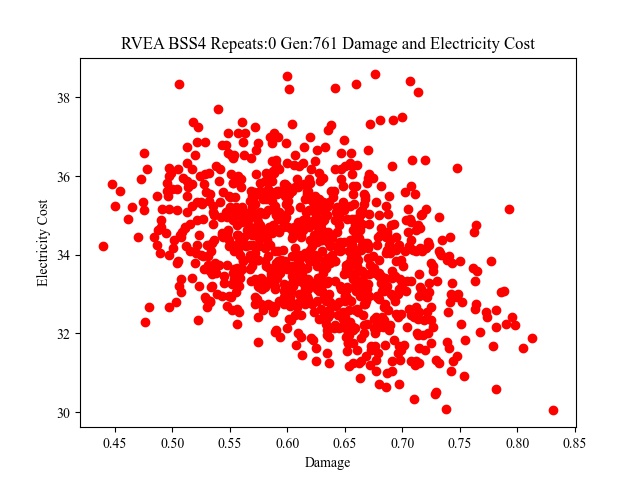 RVEA BSS4 Repeats:0 Gen:761 Damage and Electricity Cost
Electricity Cost
38
36
34
32
30
0.45 0.50 0.55 0.60 0.65 0.70 0.75 0.80 0.85
Damage